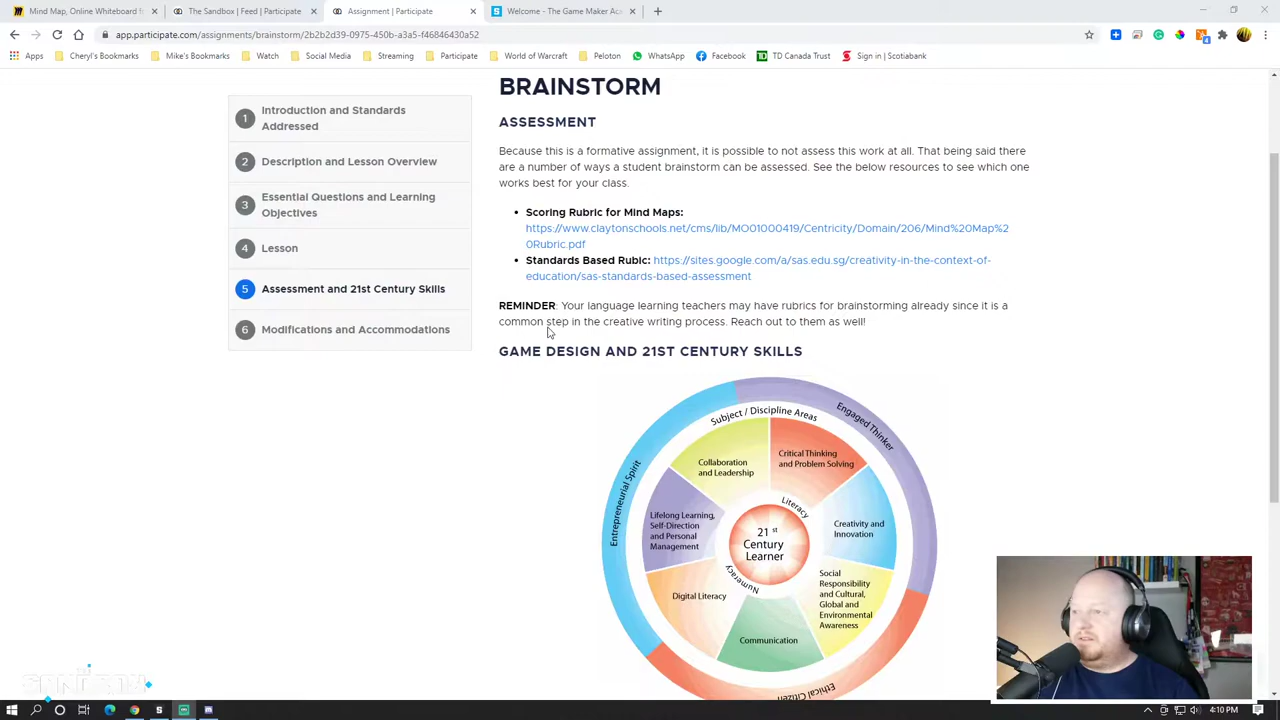 Mind Map, Online Whiteboard f
The Sandbox | Feed | Participate
Assignment | Participate
Welcome - The Game Maker Ac
app.participate.com/assignments/brainstorm/2b2b2d39-0975-450b-a3a5-f46846430a52
Apps
Cheryl's Bookmarks
Mike's Bookmarks
Watch
Social Media
Streaming
Participate
World of Warcraft
Peloton
WhatsApp
Facebook
TD Canada Trust
Sign in | Scotiabank
1 Introduction and Standards
Addressed
2 Description and Lesson Overview
3 Essential Questions and Learning
Objectives
4 Lesson
5 Assessment and 21st Century Skills
6 Modifications and Accommodations
BRAINSTORM
ASSESSMENT
Because this is a formative assignment, it is possible to not assess this work at all. That being said there
are a number of ways a student brainstorm can be assessed. See the below resources to see which one
works best for your class.
• Scoring Rubric for Mind Maps:
https://www.claytonschools.net/cms/lib/MO01000419/Centricity/Domain/206/Mind%20Map%2
0Rubric.pdf
• Standards Based Rubic: https://sites.google.com/a/sas.edu.sg/creativity-in-the-context-of-
education/sas-standards-based-assessment
REMINDER: Your language learning teachers may have rubrics for brainstorming already since it is a
common step in the creative writing process. Reach out to them as well!
GAME DESIGN AND 21ST CENTURY SKILLS
Subject / Discipline Areas
Engaged Thinker
Entrepreneurial Spirit
Ethical Citizen
Collaboration
and Leadership
Critical Thinking
and Problem Solving
Lifelong Learning,
Self-Direction
and Personal
Management
Literacy
21 st
Century
Learner
Numeracy
Creativity and
Innovation
Digital Literacy
Social
Responsibility
and Cultural,
Global and
Environmental
Awareness
Communication
4:10 PM